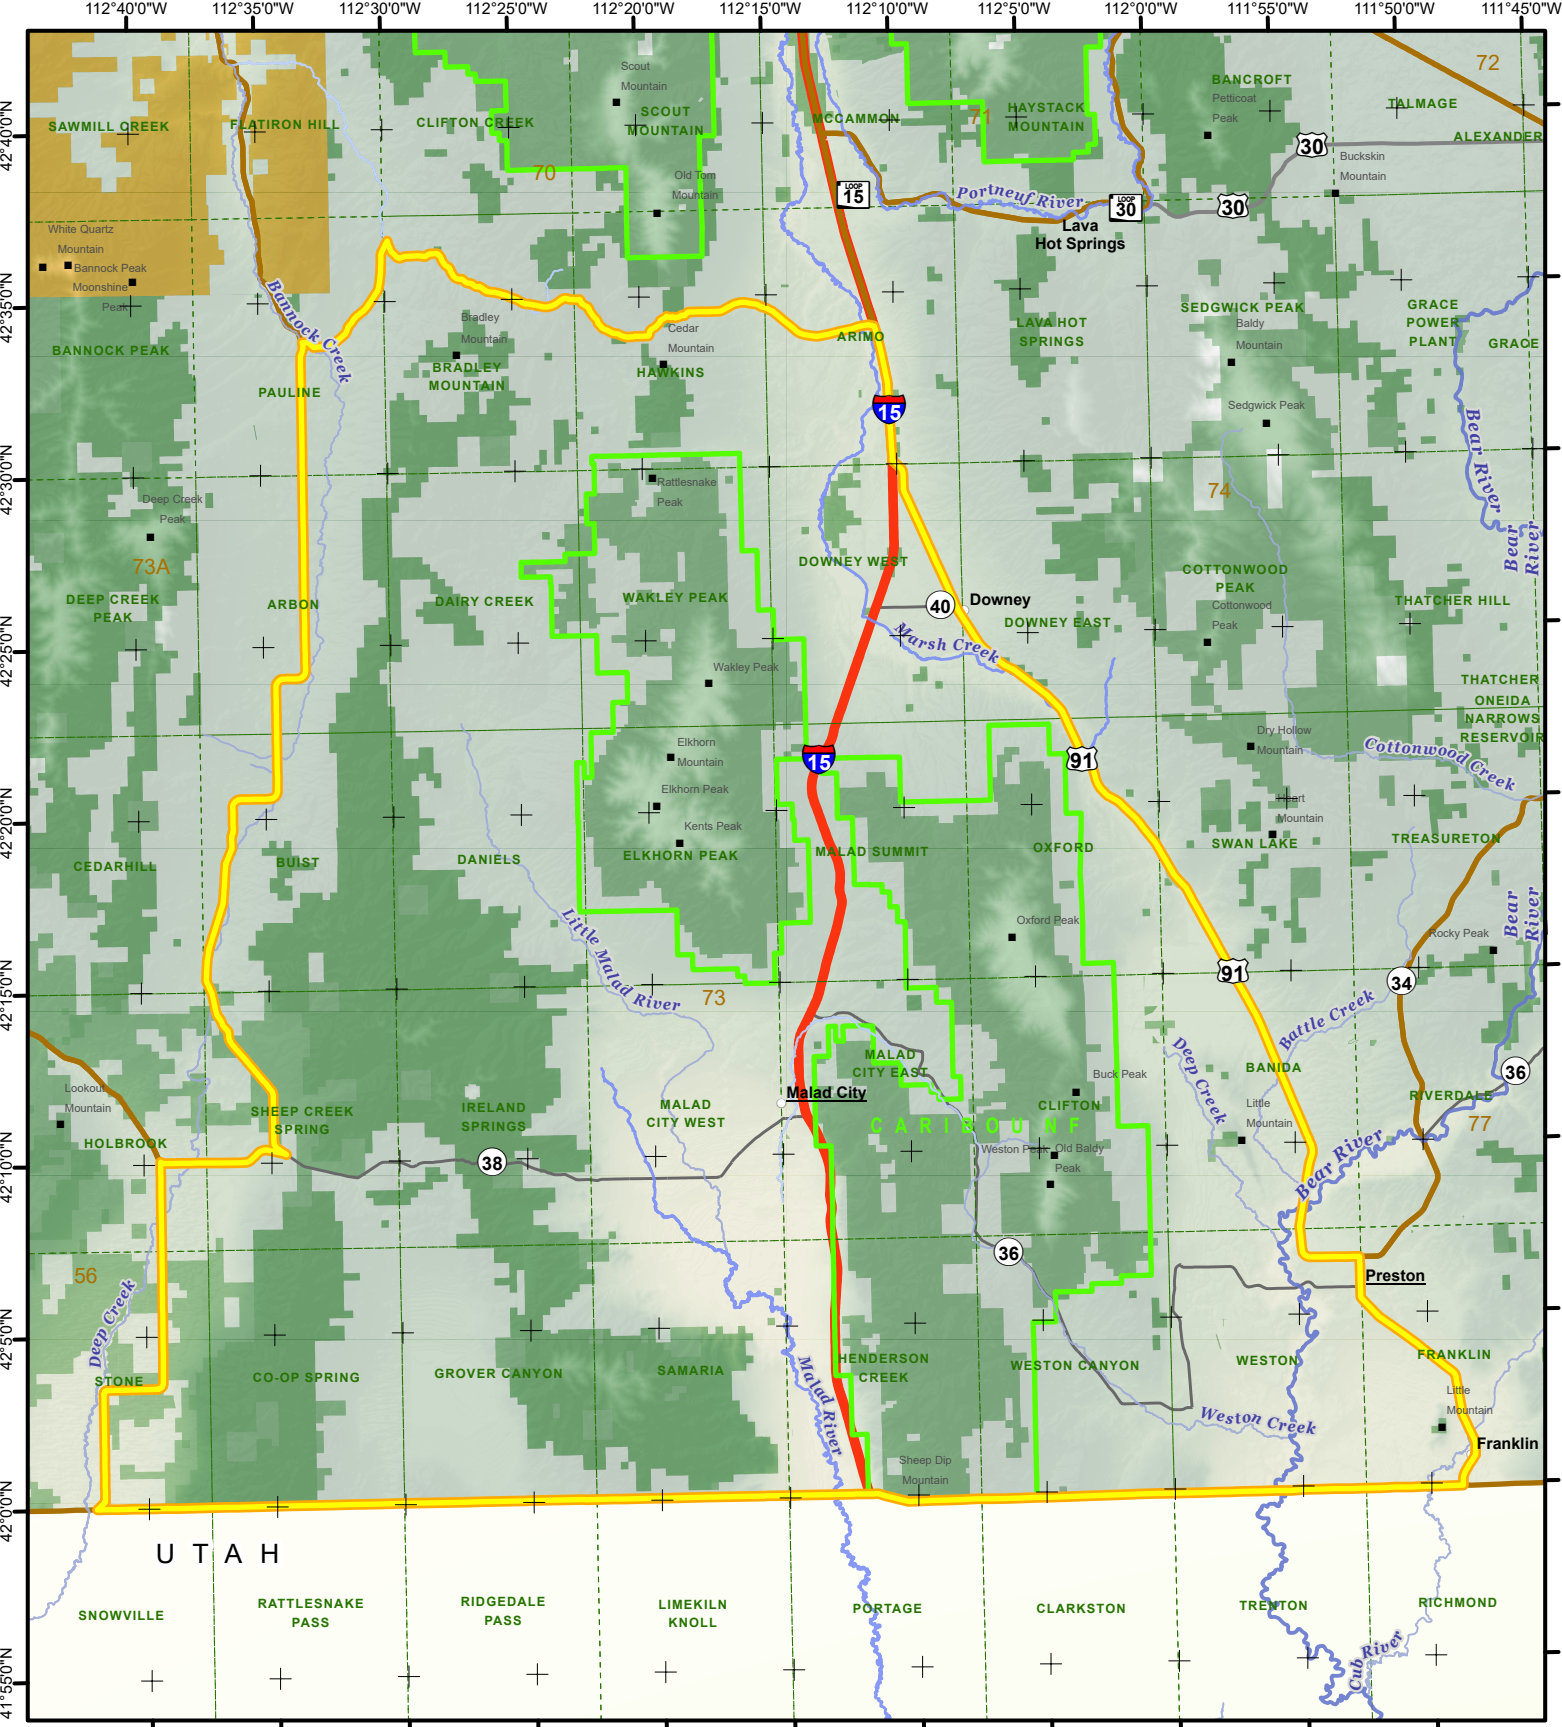 112°40'0"W
112°35'0"W
112°30'0"W
112°25'0"W
112°20'0"W
112°15'0"W
112°10'0"W
112°5'0"W
112°0'0"W
111°55'0"W
111°50'0"W
111°45'0"W
42°40'0"N
42°35'0"N
42°30'0"N
42°25'0"N
42°20'0"N
42°15'0"N
42°10'0"N
42°5'0"N
42°0'0"N
41°55'0"N
72
Scout
Mountain
BANCROFT
Petticoat
Peak
TALMAGE
SAWMILL CREEK
FLATIRON HILL
CLIFTON CREEK
SCOUT
MOUNTAIN
MCCAMMON
71
HAYSTACK
MOUNTAIN
ALEXANDER
30
Buckskin
Mountain
70
Old Tom
Mountain
LOOP
15
Portneuf River
LOOP
30
30
Lava
Hot Springs
White Quartz
Mountain
Bannock Peak
Moonshine
Peak
Bannock Creek
BANNOCK PEAK
PAULINE
Bradley
Mountain
BRADLEY
MOUNTAIN
Cedar
Mountain
HAWKINS
ARIMO
LAVA HOT
SPRINGS
SEDGWICK PEAK
Baldy
Mountain
GRACE
POWER
PLANT
GRACE
15
Sedgwick Peak
Bear River
Deep Creek
Peak
Rattlesnake
Peak
74
Bear
River
73A
DEEP CREEK
PEAK
ARBON
DAIRY CREEK
WAKLEY PEAK
DOWNEY WEST
40
Downey
DOWNEY EAST
COTTONWOOD
PEAK
Cottonwood
Peak
THATCHER HILL
Marsh Creek
Wakley Peak
THATCHER
ONEIDA
NARROWS
RESERVOIR
Elkhorn
Mountain
15
91
Dry Hollow
Mountain
Cottonwood Creek
Elkhorn Peak
Kents Peak
Heart
Mountain
CEDARHILL
BUIST
DANIELS
ELKHORN PEAK
MALAD SUMMIT
OXFORD
SWAN LAKE
TREASURETON
Little Malad River
Oxford Peak
Rocky Peak
Bear
River
73
91
34
Battle Creek
Deep Creek
36
Lookout
Mountain
HOLBROOK
SHEEP CREEK
SPRING
IRELAND
SPRINGS
MALAD
CITY WEST
Malad City
MALAD
CITY EAST
Buck Peak
CLIFTON
BANIDA
Little
Mountain
RIVERDALE
77
CARIBOU NF
38
Weston Peak
Old Baldy
Peak
Bear River
56
36
Preston
Deep Creek
STONE
CO-OP SPRING
GROVER CANYON
SAMARIA
Malad River
HENDERSON
CREEK
WESTON CANYON
WESTON
FRANKLIN
Little
Mountain
Weston Creek
Franklin
Sheep Dip
Mountain
UTAH
SNOWVILLE
RATTLESNAKE
PASS
RIDGEDALE
PASS
LIMEKILN
KNOLL
PORTAGE
CLARKSTON
TRENTON
RICHMOND
Cub River